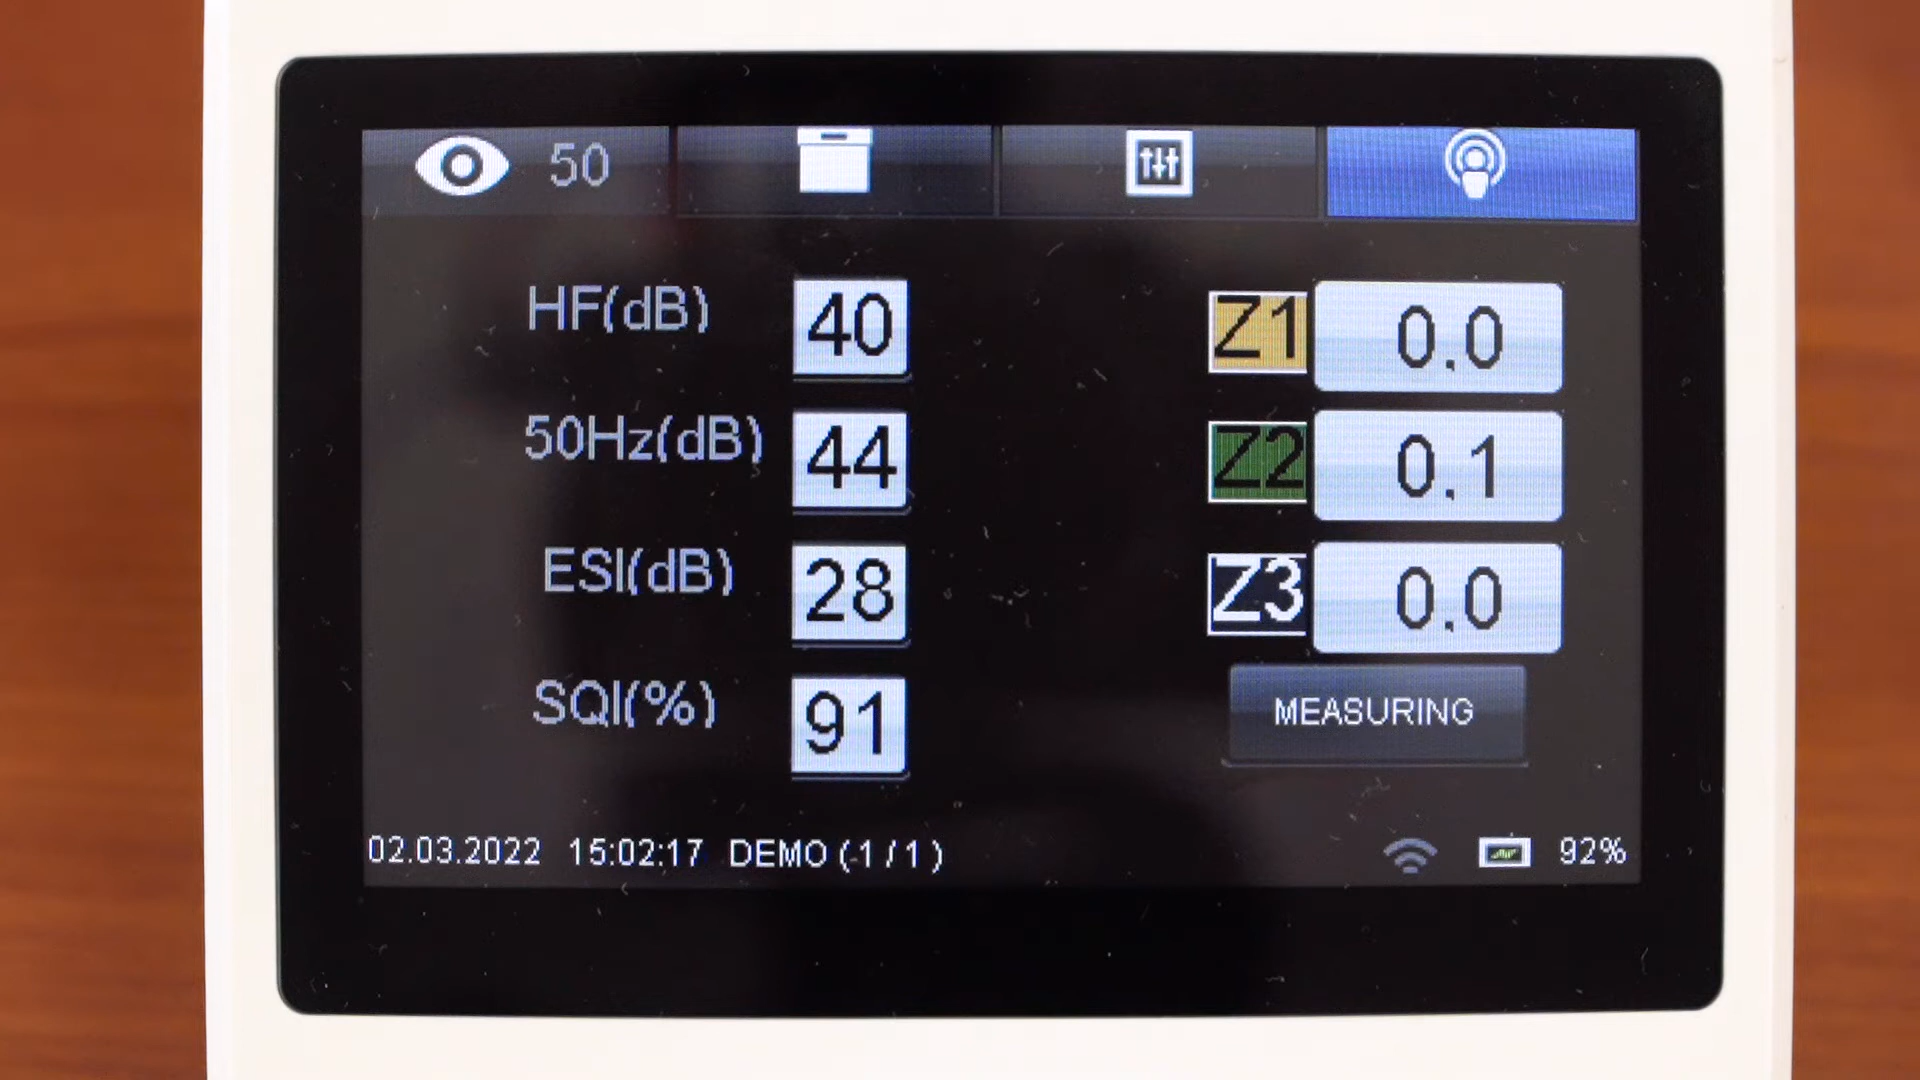 50
HF(dB) 40 Z1 0.0
50Hz(dB) 44 Z2 0.1
ESI(dB) 28 Z3 0.0
SQI(%) 91 MEASURING
02.03.2022 15:02:17 DEMO (-1 / 1 ) 92%